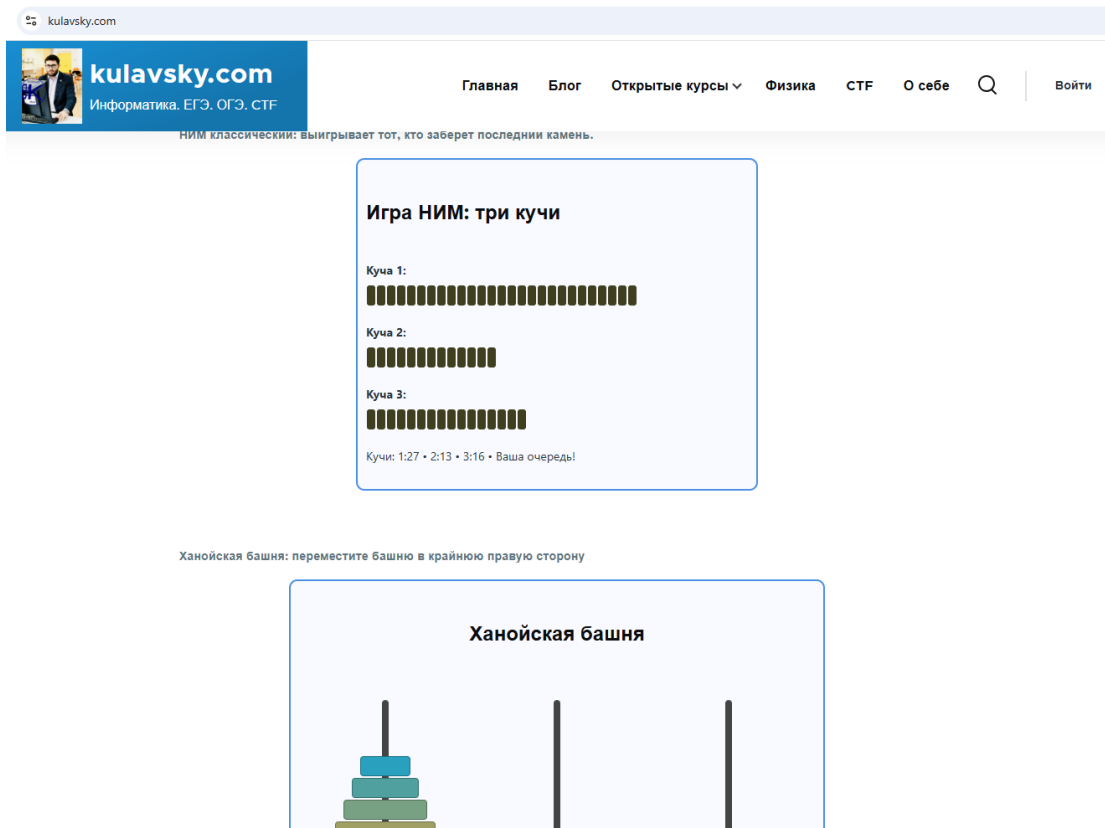 kulavsky.com
kulavsky.com
Информатика. ЕГЭ. ОГЭ. CTF
Главная Блог Открытые курсы Физика CTF О себе Войти
НИМ классический: выигрывает тот, кто заберет последний камень.
Игра НИМ: три кучи
Куча 1:
Куча 2:
Куча 3:
Кучи: 1:27 • 2:13 • 3:16 • Ваша очередь!
Ханойская башня: переместите башню в крайнюю правую сторону
Ханойская башня